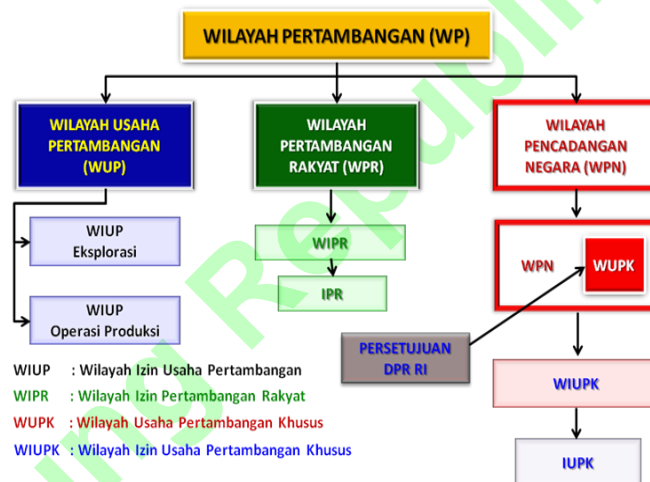 WILAYAH PERTAMBANGAN (WP)
WILAYAH USAHA
PERTAMBANGAN
(WUP)
WILAYAH
PERTAMBANGAN
RAKYAT (WPR)
WILAYAH
PENCADANGAN
NEGARA (WPN)
WIUP
Eksplorasi
WIUP
Operasi Produksi
WIPR
IPR
WPN
WUPK
PERSETUJUAN
DPR RI
WIUPK
IUPK
WIUP : Wilayah Izin Usaha Pertambangan
WIPR : Wilayah Izin Pertambangan Rakyat
WUPK : Wilayah Usaha Pertambangan Khusus
WIUPK : Wilayah Izin Usaha Pertambangan Khusus